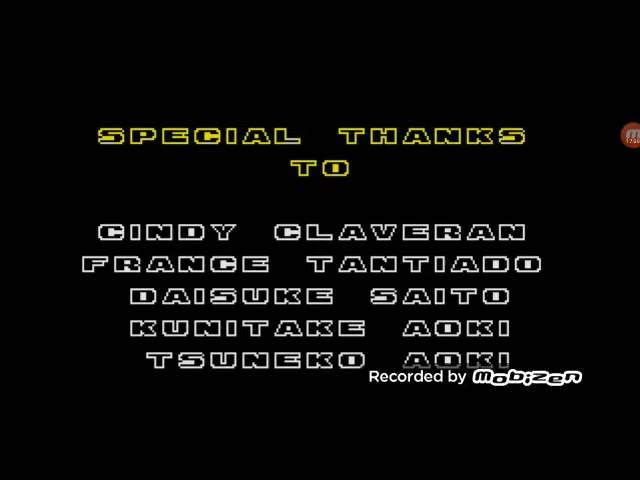 SPECIAL THANKS
TO
CINDY CLAVERAN
FRANCE TANTIADO
DAISUKE SAITO
KUNITAKE AOKI
TSUNEKO AOKI
Recorded by mobizen